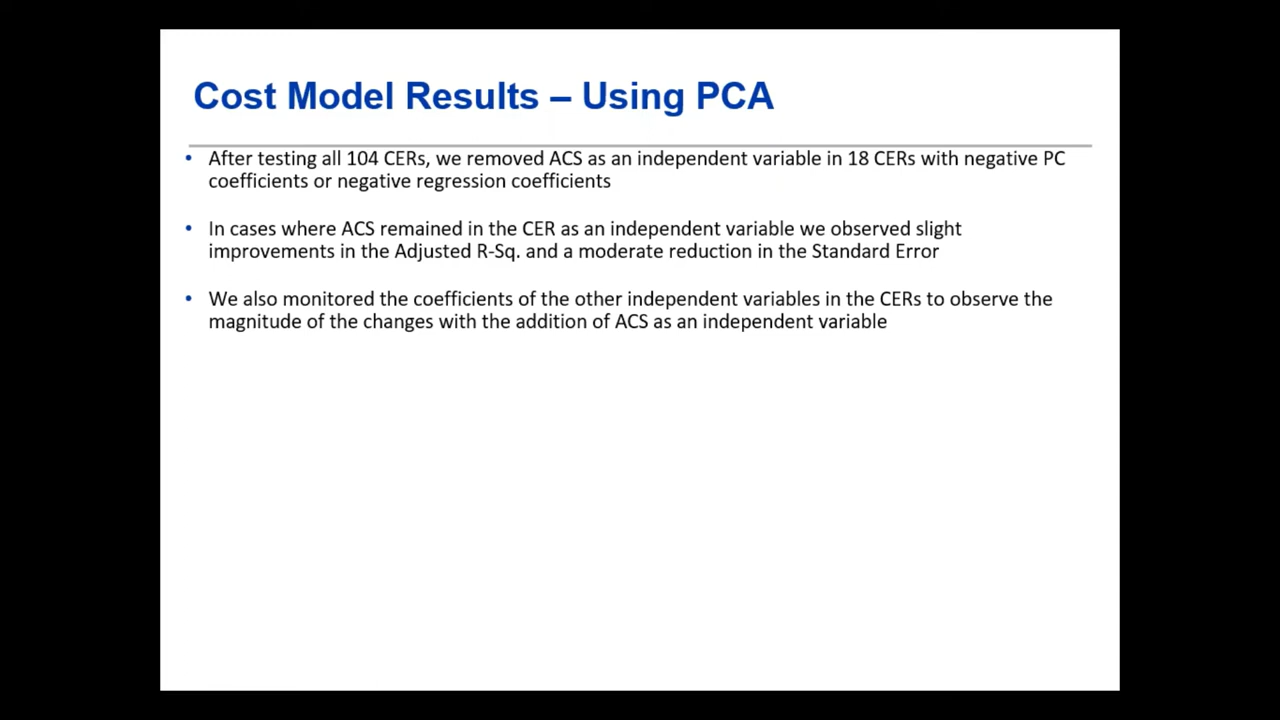 Cost Model Results – Using PCA
• After testing all 104 CERs, we removed ACS as an independent variable in 18 CERs with negative PC
coefficients or negative regression coefficients
• In cases where ACS remained in the CER as an independent variable we observed slight
improvements in the Adjusted R-Sq. and a moderate reduction in the Standard Error
• We also monitored the coefficients of the other independent variables in the CERs to observe the
magnitude of the changes with the addition of ACS as an independent variable